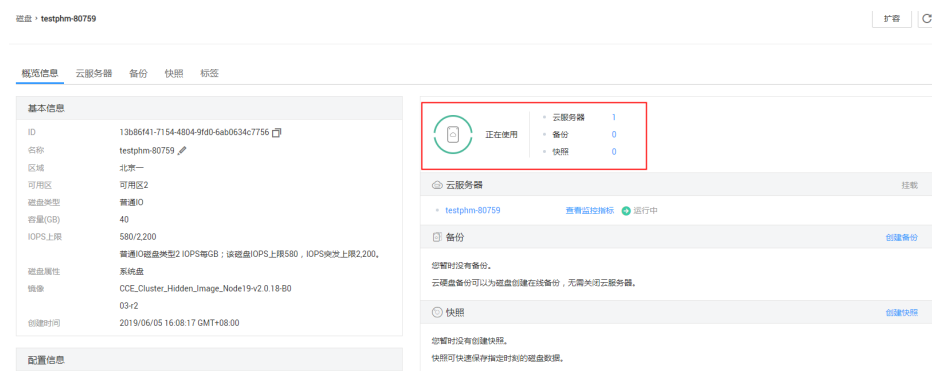 磁盘 › testphm-80759
扩容
概览信息 云服务器 备份 快照 标签
基本信息
ID 13b86f41-7154-4804-9fd0-6ab0634c7756
名称 testphm-80759
区域 北京一
可用区 可用区2
磁盘类型 普通IO
容量(GB) 40
IOPS上限 580/2,200
普通IO磁盘类型2 IOPS每GB；该磁盘IOPS上限580，IOPS突发上限2,200。
磁盘属性 系统盘
镜像 CCE_Cluster_Hidden_Image_Node19-v2.0.18-B0
03-r2
创建时间 2019/06/05 16:08:17 GMT+08:00
配置信息
正在使用
云服务器 1
备份 0
快照 0
云服务器 挂载
testphm-80759 查看监控指标 运行中
备份 创建备份
您暂时没有备份。
云硬盘备份可以为磁盘创建在线备份，无需关闭云服务器。
快照 创建快照
您暂时没有创建快照。
快照可快速保存指定时刻的磁盘数据。